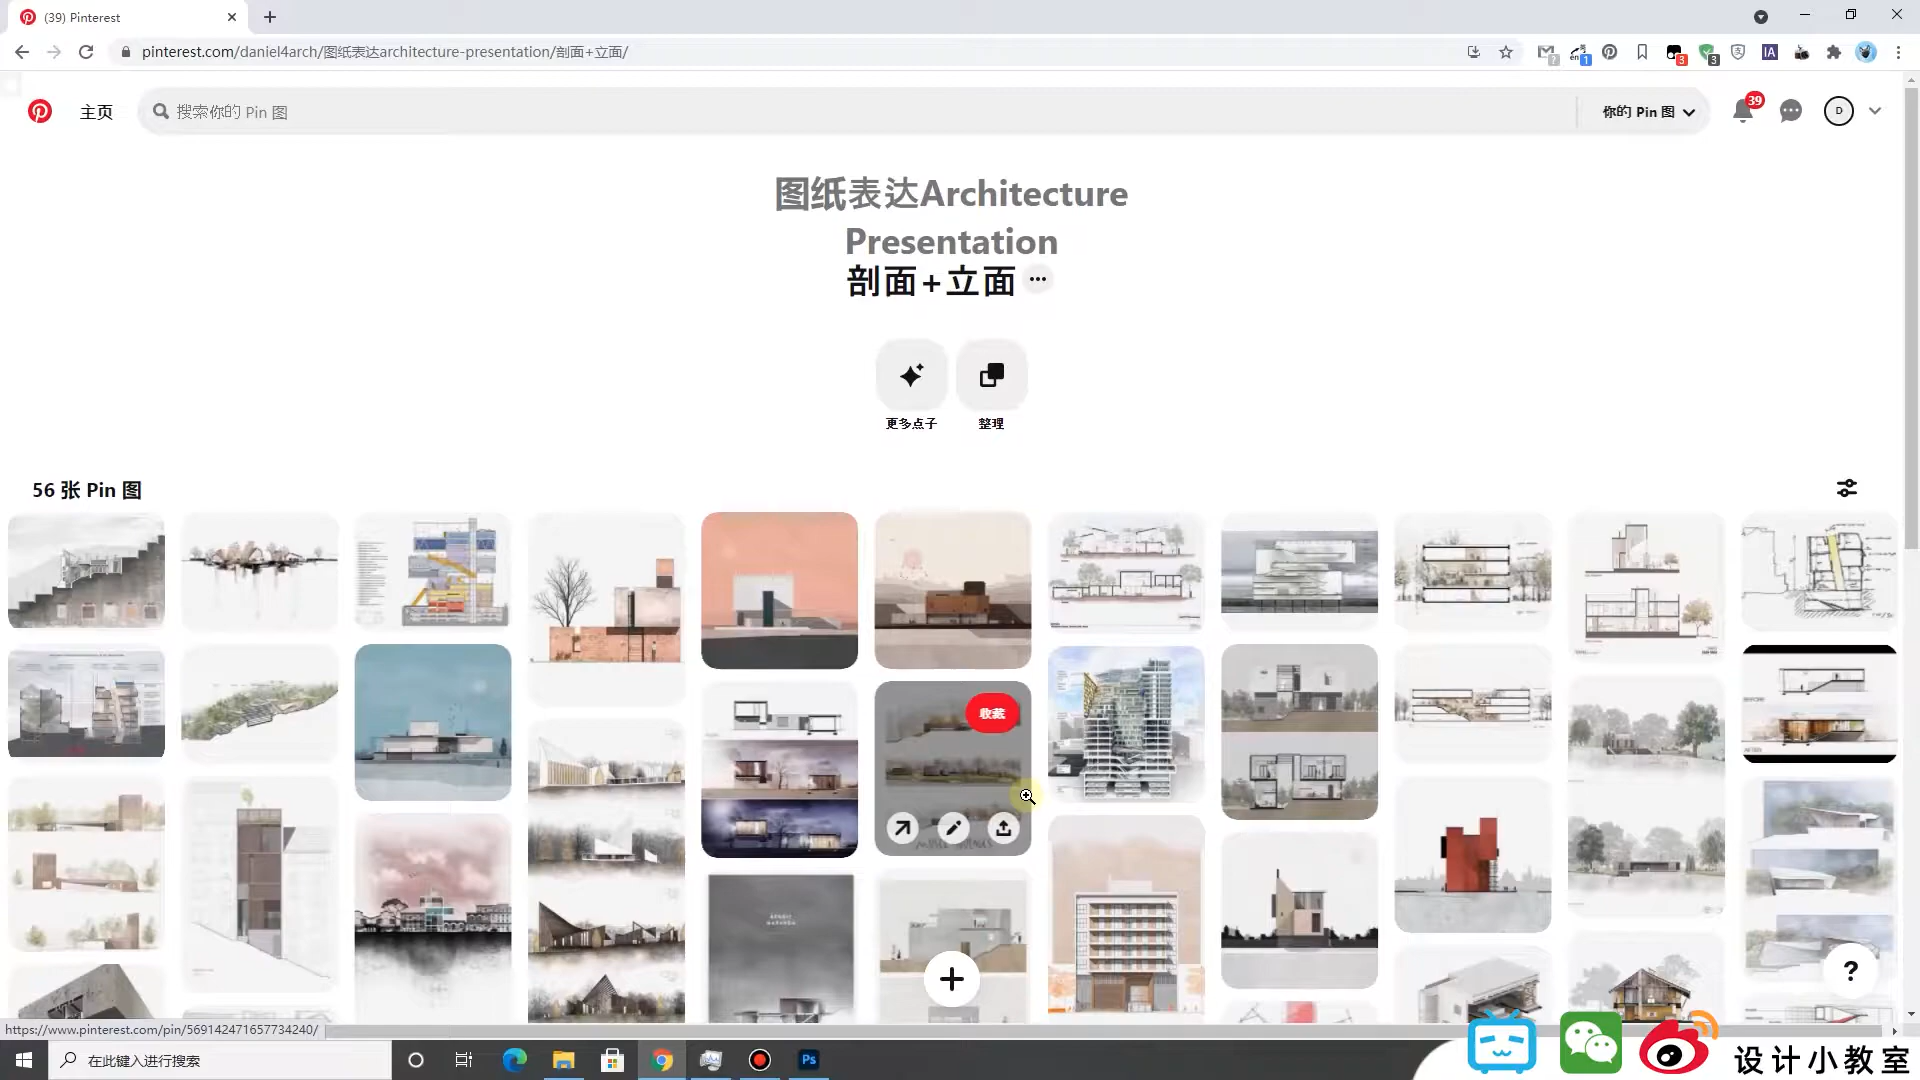 (39) Pinterest
pinterest.com/daniel4arch/图纸表达architecture-presentation/剖面+立面/
主页
搜索你的 Pin 图
你的 Pin 图
39
D
图纸表达Architecture
Presentation
剖面+立面
更多点子
整理
56 张 Pin 图
收藏
?
https://www.pinterest.com/pin/569142471657734240/
在此键入进行搜索
Ps
设计小教室